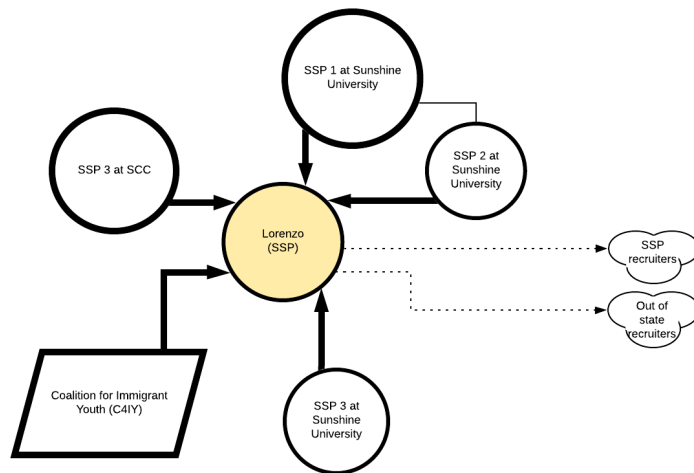 SSP 1 at Sunshine
University
SSP 3 at SCC
SSP 2 at
Sunshine
University
Lorenzo
(SSP)
SSP
recruiters
Out of
state
recruiters
Coalition for Immigrant
Youth (C4IY)
SSP 3 at
Sunshine
University